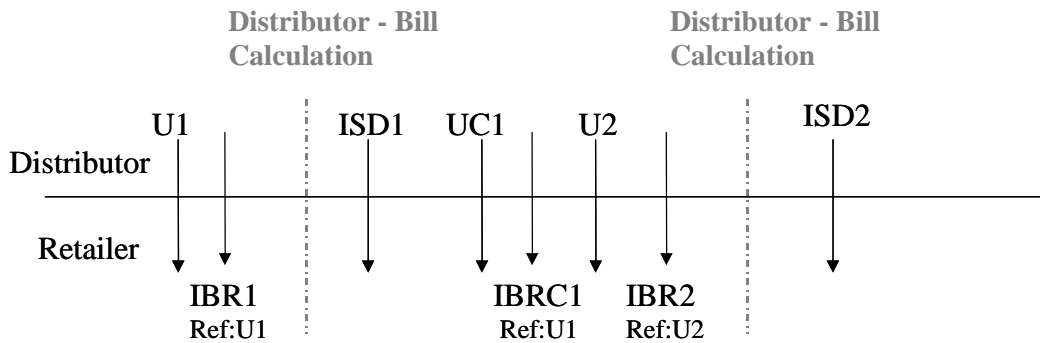 Distributor - Bill
Calculation
Distributor - Bill
Calculation
U1
ISD1
UC1
U2
ISD2
Distributor
Retailer
IBR1
Ref:U1
IBRC1
Ref:U1
IBR2
Ref:U2